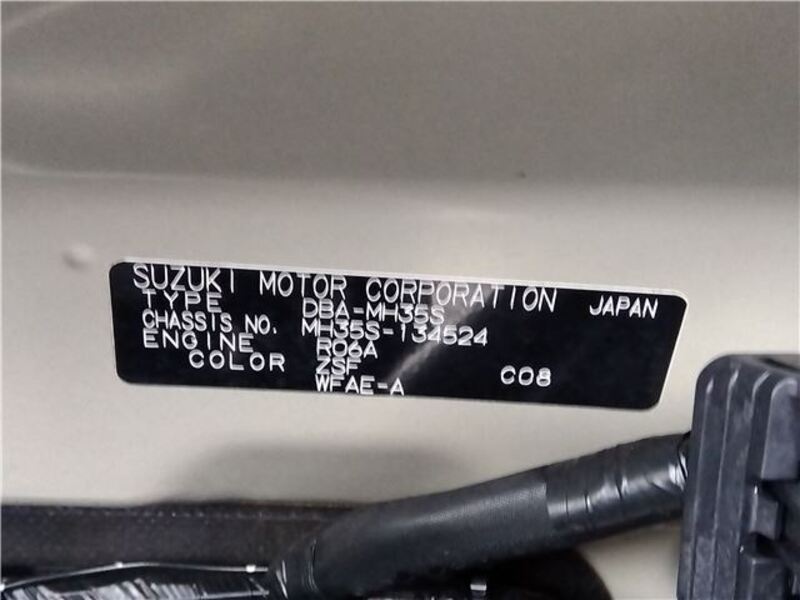 SUZUKI MOTOR CORPORATION JAPAN
TYPE DBA-MH35S
CHASSIS NO. MH35S-134524
ENGINE R06A
COLOR ZSF C08
WFAE-A